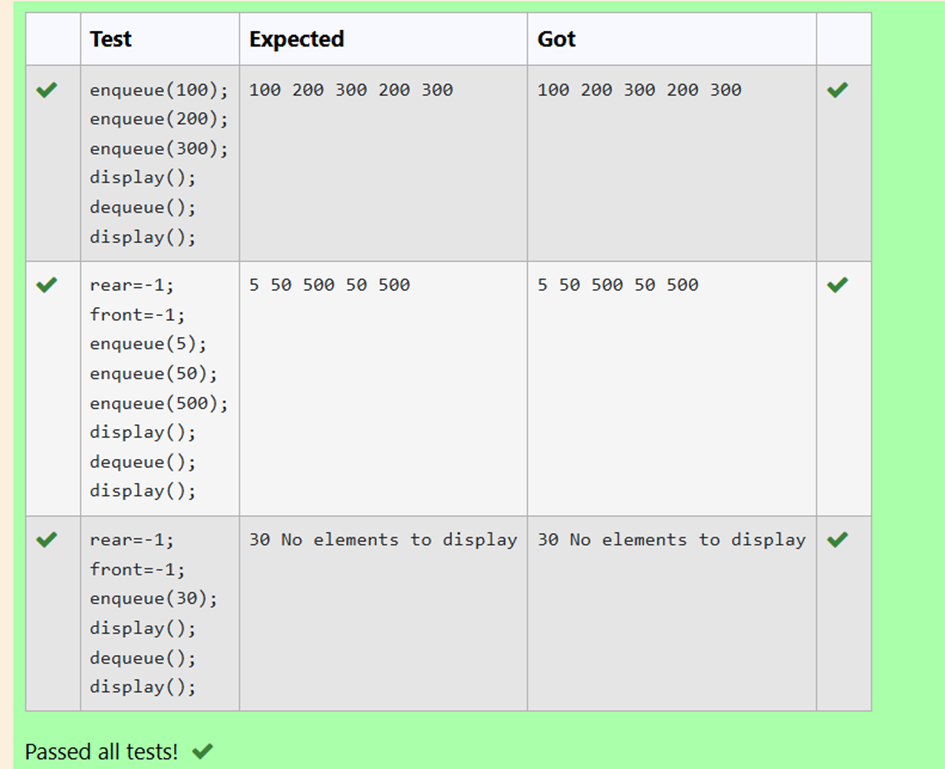 Test Expected Got
enqueue(100); 100 200 300 200 300 100 200 300 200 300
enqueue(200);
enqueue(300);
display();
dequeue();
display();
rear=-1; 5 50 500 50 500 5 50 500 50 500
front=-1;
enqueue(5);
enqueue(50);
enqueue(500);
display();
dequeue();
display();
rear=-1; 30 No elements to display 30 No elements to display
front=-1;
enqueue(30);
display();
dequeue();
display();
Passed all tests!